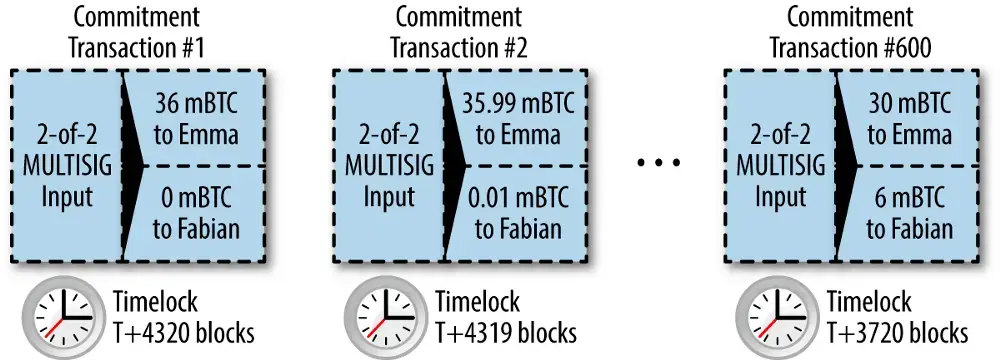 Commitment
Transaction #1
2-of-2
MULTISIG
Input
36 mBTC
to Emma
0 mBTC
to Fabian
Timelock
T+4320 blocks
Commitment
Transaction #2
2-of-2
MULTISIG
Input
35.99 mBTC
to Emma
0.01 mBTC
to Fabian
Timelock
T+4319 blocks
...
Commitment
Transaction #600
2-of-2
MULTISIG
Input
30 mBTC
to Emma
6 mBTC
to Fabian
Timelock
T+3720 blocks